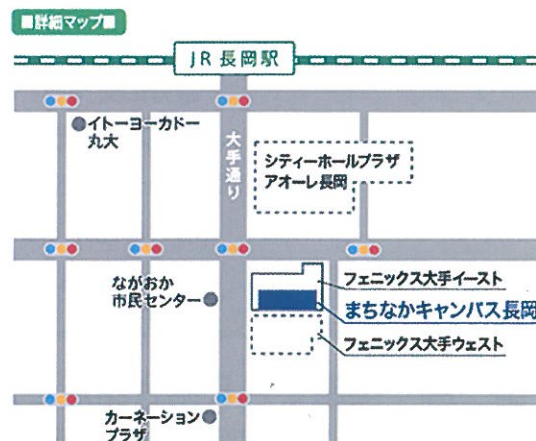 ■詳細マップ■
JR 長岡駅
イトーヨーカドー
丸大
大手通り
シティーホールプラザ
アオーレ長岡
ながおか
市民センター
フェニックス大手イースト
まちなかキャンパス長岡
フェニックス大手ウェスト
カーネーション
プラザ